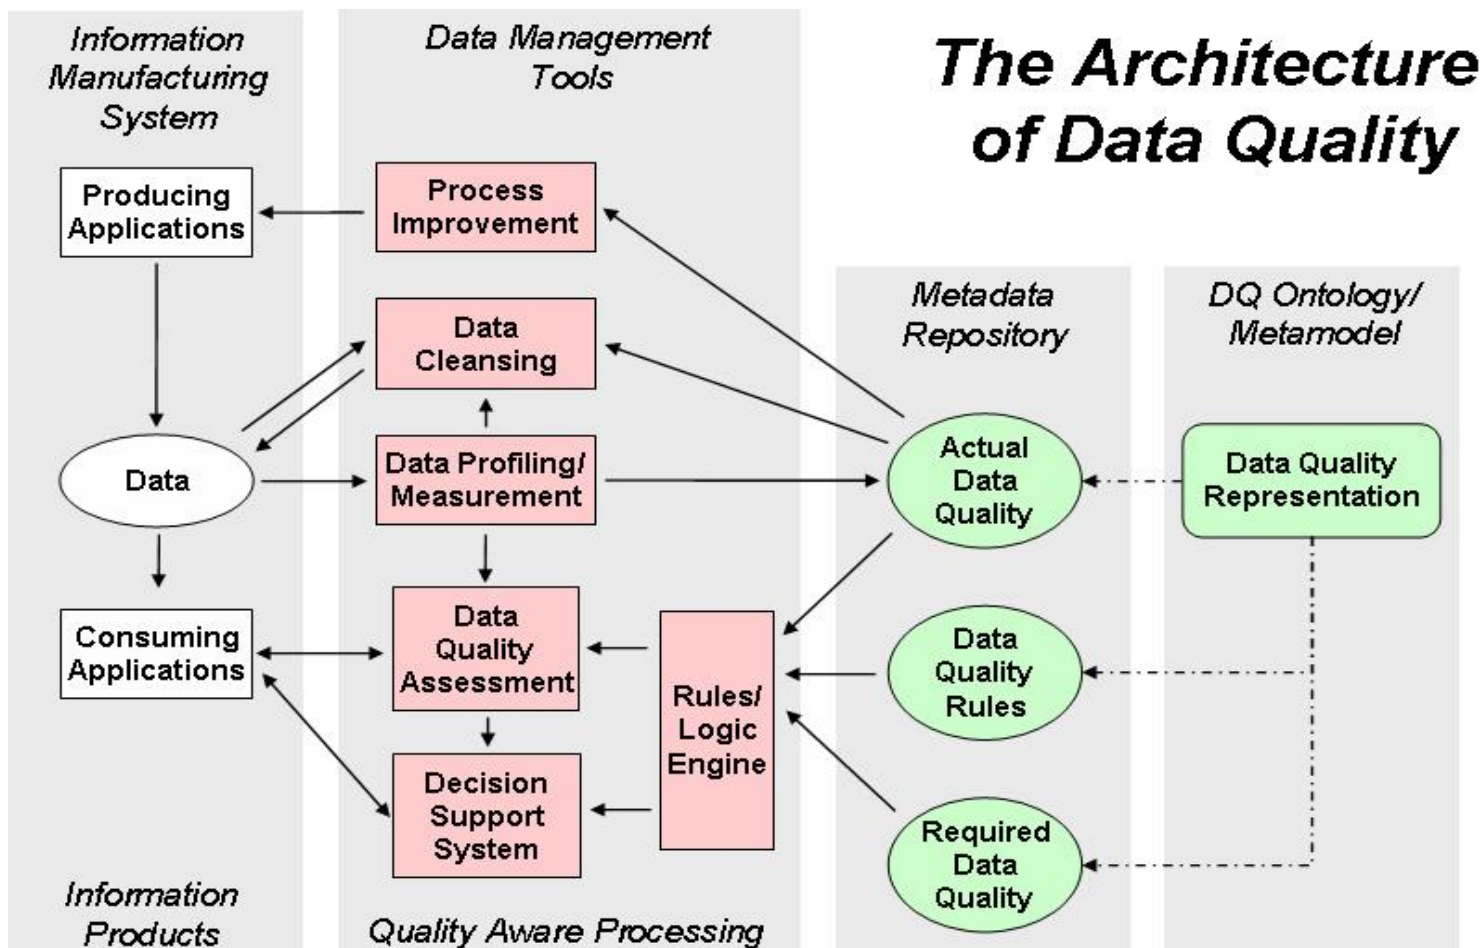 The Architecture
of Data Quality
Information
Manufacturing
System
Producing
Applications
Data
Consuming
Applications
Information
Products
Data Management
Tools
Process
Improvement
Data
Cleansing
Data Profiling/
Measurement
Data
Quality
Assessment
Decision
Support
System
Rules/
Logic
Engine
Quality Aware Processing
Metadata
Repository
Actual
Data
Quality
Data
Quality
Rules
Required
Data
Quality
DQ Ontology/
Metamodel
Data Quality
Representation